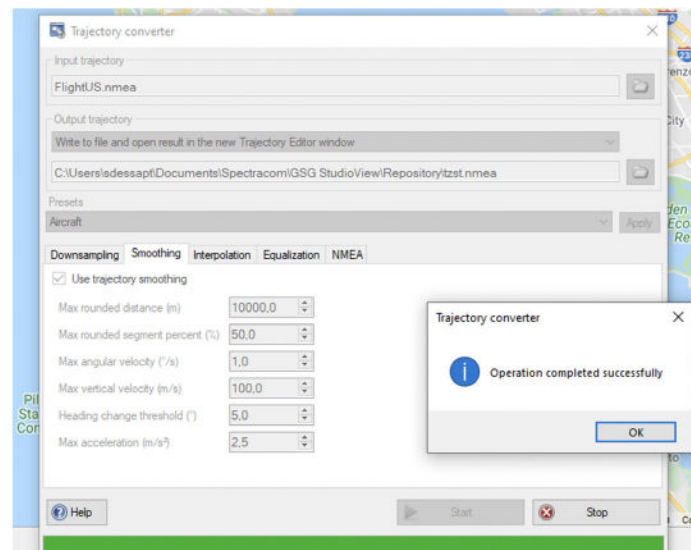 Trajectory converter
Input trajectory
FlightUS.nmea
Output trajectory
Write to file and open result in the new Trajectory Editor window
C:\Users\sdessapt\Documents\Spectracom\GSG StudioView\Repository\tzst.nmea
Presets
Aircraft
Apply
Downsampling Smoothing Interpolation Equalization NMEA
Use trajectory smoothing
Max rounded distance (m) 10000,0
Max rounded segment percent (%) 50,0
Max angular velocity (°/s) 1,0
Max vertical velocity (m/s) 100,0
Heading change threshold (°) 5,0
Max acceleration (m/s²) 2,5
Trajectory converter
Operation completed successfully
OK
Help
Start
Stop
City